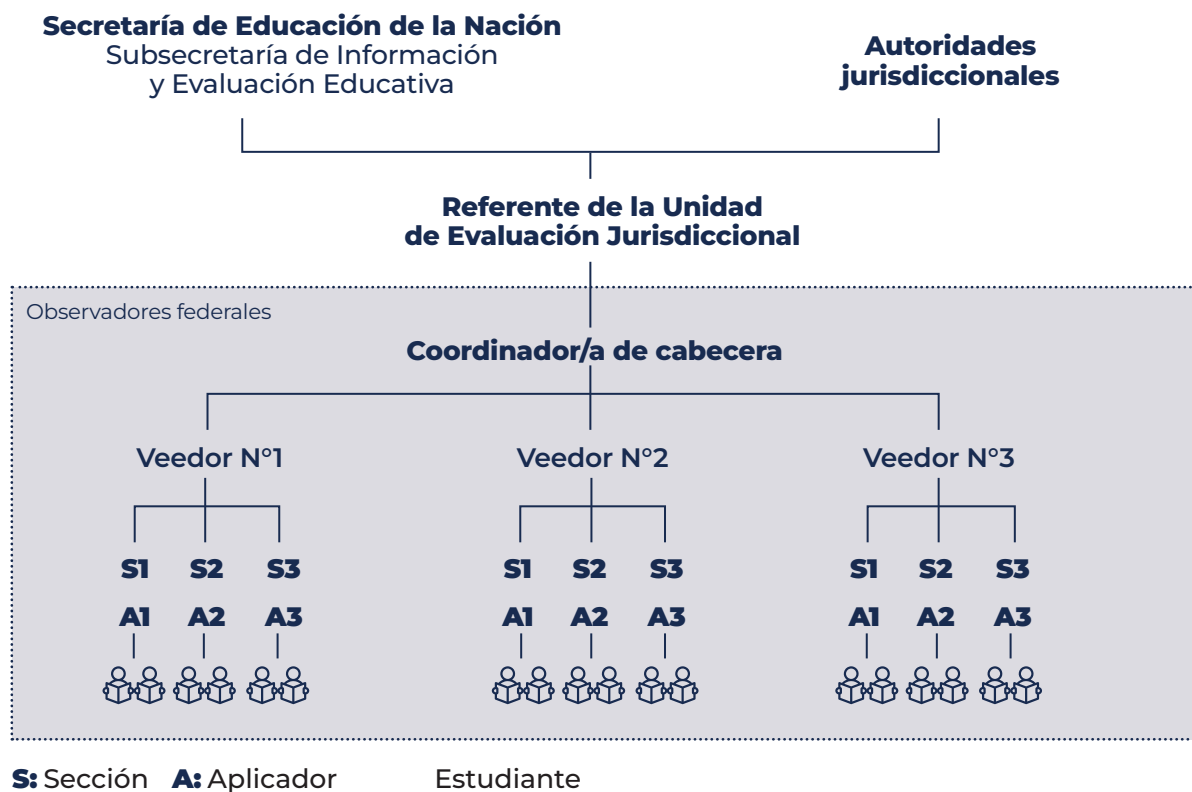 Secretaría de Educación de la Nación
Subsecretaría de Información
y Evaluación Educativa
Autoridades
jurisdiccionales
Referente de la Unidad
de Evaluación Jurisdiccional
Observadores federales
Coordinador/a de cabecera
Veedor N°1
Veedor N°2
Veedor N°3
S1 S2 S3
S1 S2 S3
S1 S2 S3
A1 A2 A3
A1 A2 A3
A1 A2 A3
S: Sección A: Aplicador Estudiante